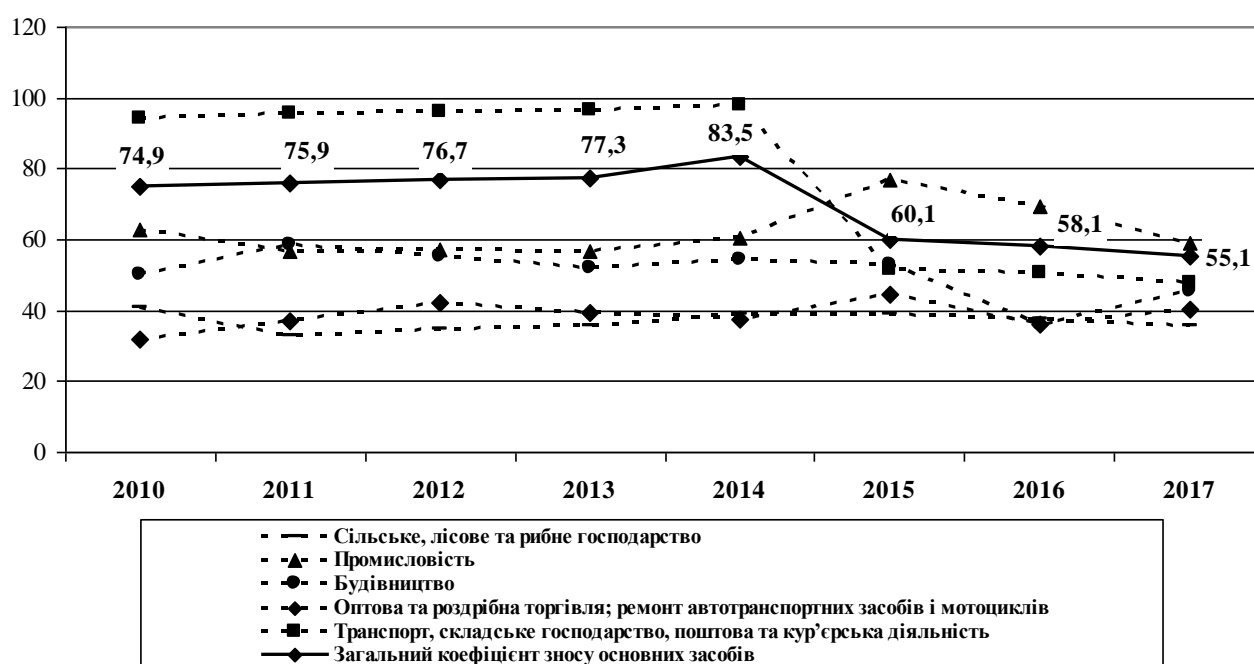 120
100
80
60
40
20
0
74,9
75,9
76,7
77,3
83,5
60,1
58,1
55,1
2010 2011 2012 2013 2014 2015 2016 2017
Сільське, лісове та рибне господарство
Промисловість
Будівництво
Оптова та роздрібна торгівля; ремонт автотранспортних засобів і мотоциклів
Транспорт, складське господарство, поштова та кур’єрська діяльність
Загальний коефіцієнт зносу основних засобів